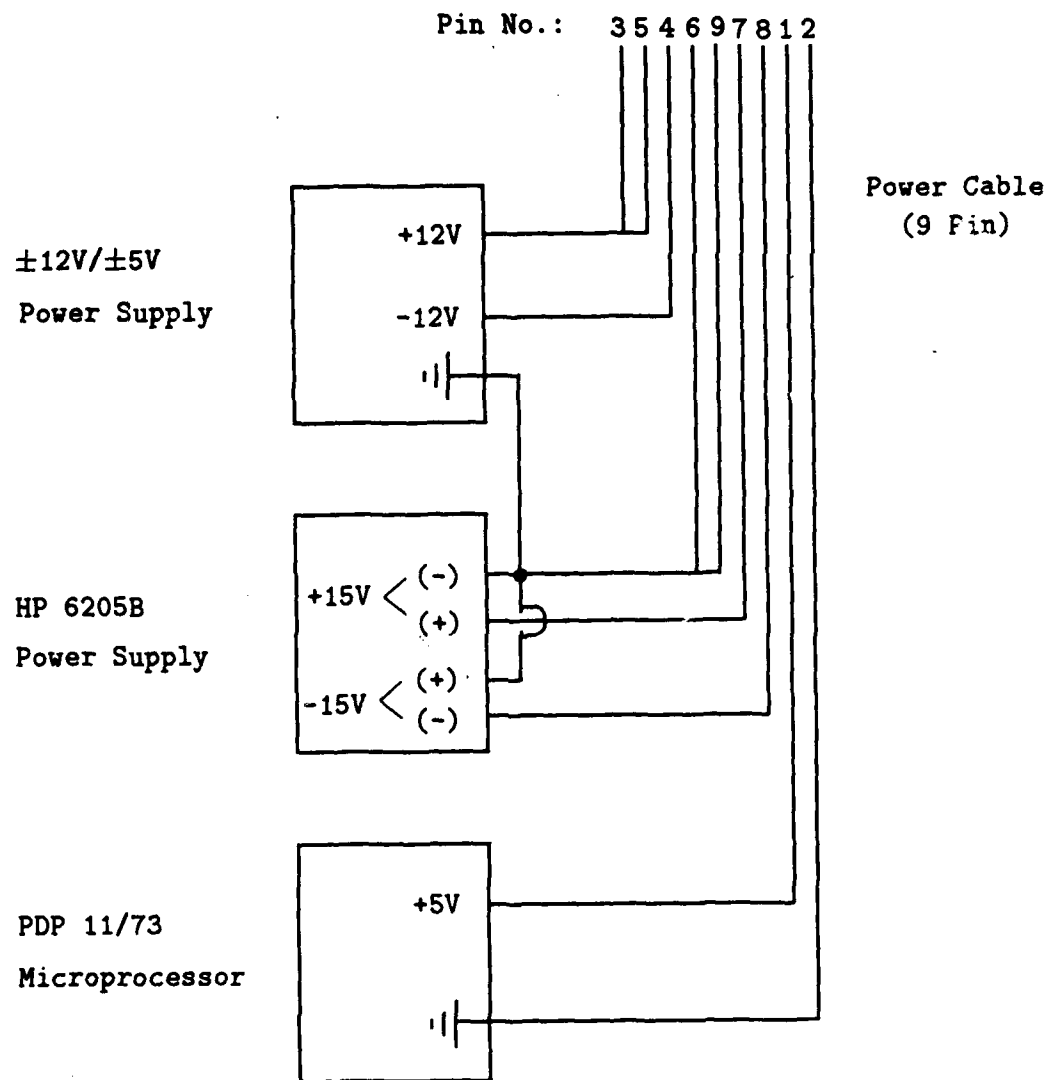 Pin No.: 3 5 4 6 9 7 8 1 2
Power Cable
(9 Pin)
±12V/±5V
Power Supply
+12V
-12V
HP 6205B
Power Supply
+15V
(-)
(+)
-15V
(+)
(-)
PDP 11/73
Microprocessor
+5V